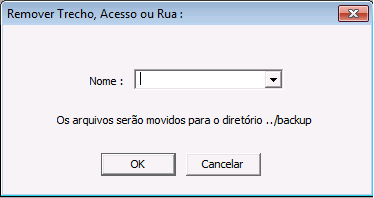 Remover Trecho, Acesso ou Rua :
Nome :
Os arquivos serão movidos para o diretório ../backup
OK
Cancelar